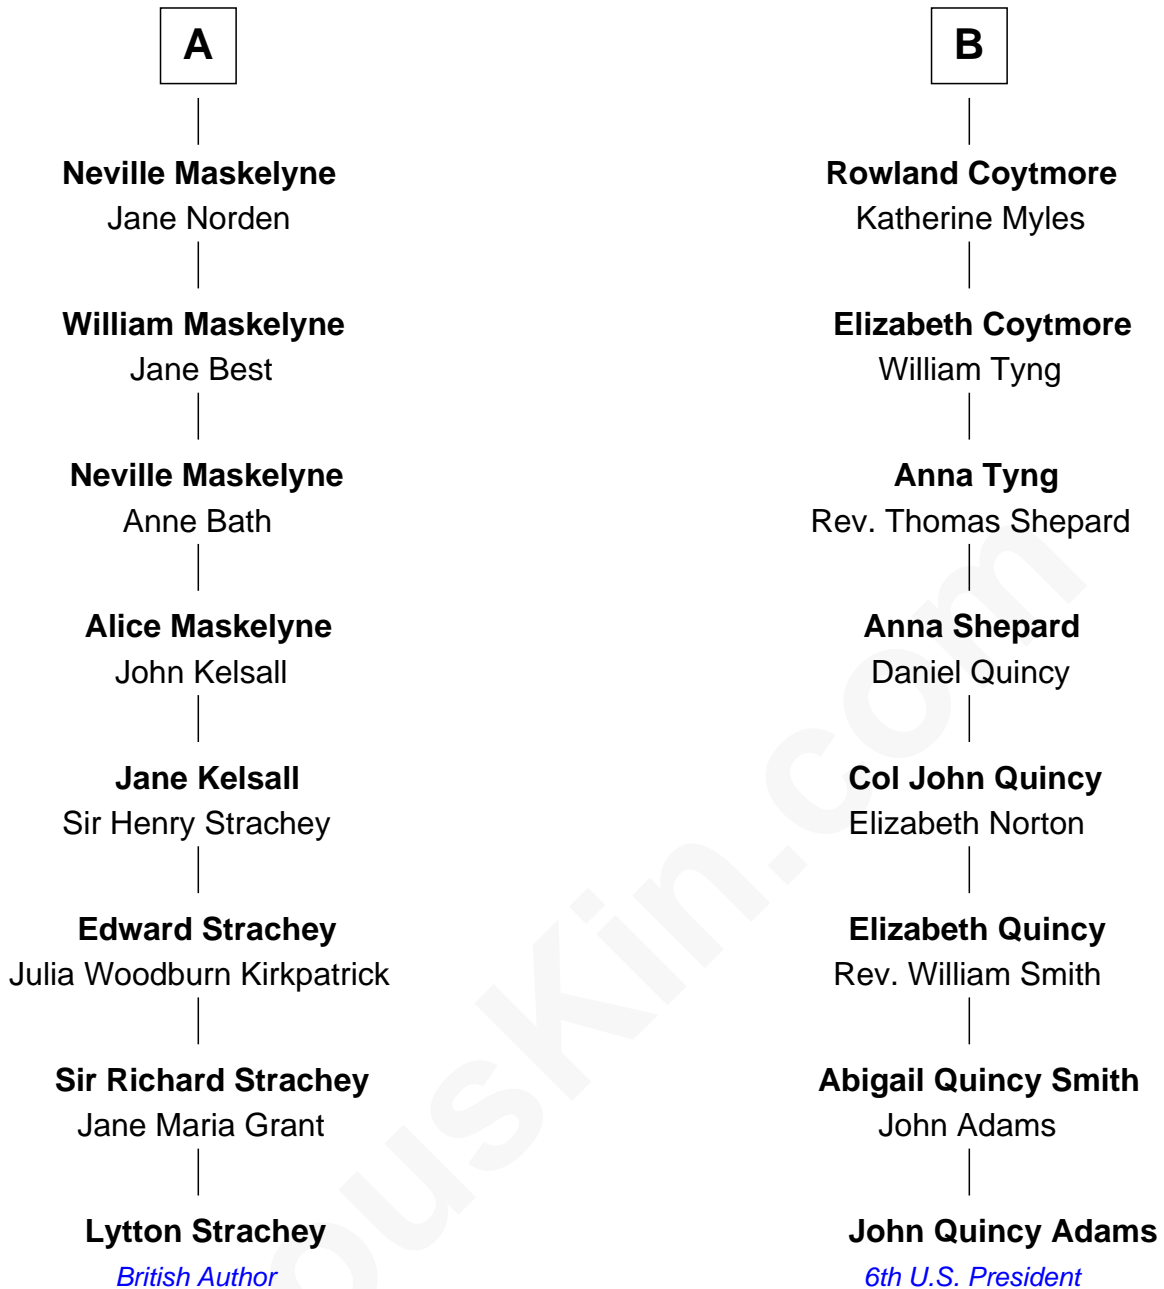 A
Neville Maskelyne
Jane Norden
William Maskelyne
Jane Best
Neville Maskelyne
Anne Bath
Alice Maskelyne
John Kelsall
Jane Kelsall
Sir Henry Strachey
Edward Strachey
Julia Woodburn Kirkpatrick
Sir Richard Strachey
Jane Maria Grant
Lytton Strachey
British Author
B
Rowland Coytmore
Katherine Myles
Elizabeth Coytmore
William Tyng
Anna Tyng
Rev. Thomas Shepard
Anna Shepard
Daniel Quincy
Col John Quincy
Elizabeth Norton
Elizabeth Quincy
Rev. William Smith
Abigail Quincy Smith
John Adams
John Quincy Adams
6th U.S. President
ousKin.com